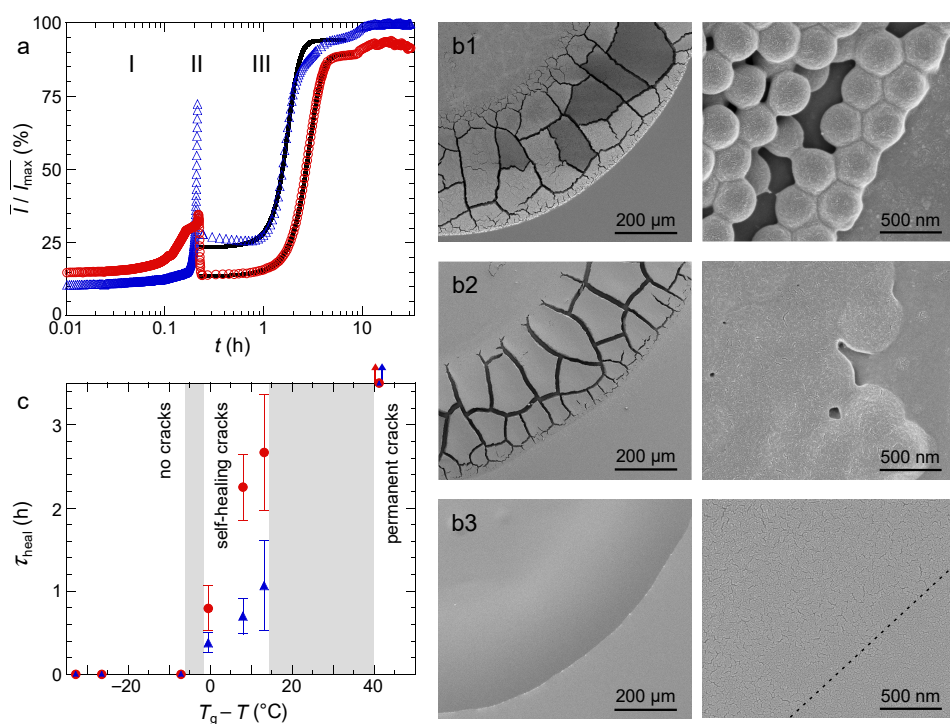 a
I II III
I / I_max (%)
100
75
50
25
0
0.01 0.1 1 10
t (h)
b1
200 µm
500 nm
b2
200 µm
500 nm
b3
200 µm
500 nm
c
no cracks
self-healing cracks
permanent cracks
τ_heal (h)
3
2
1
0
−20 0 20 40
T_g – T (°C)